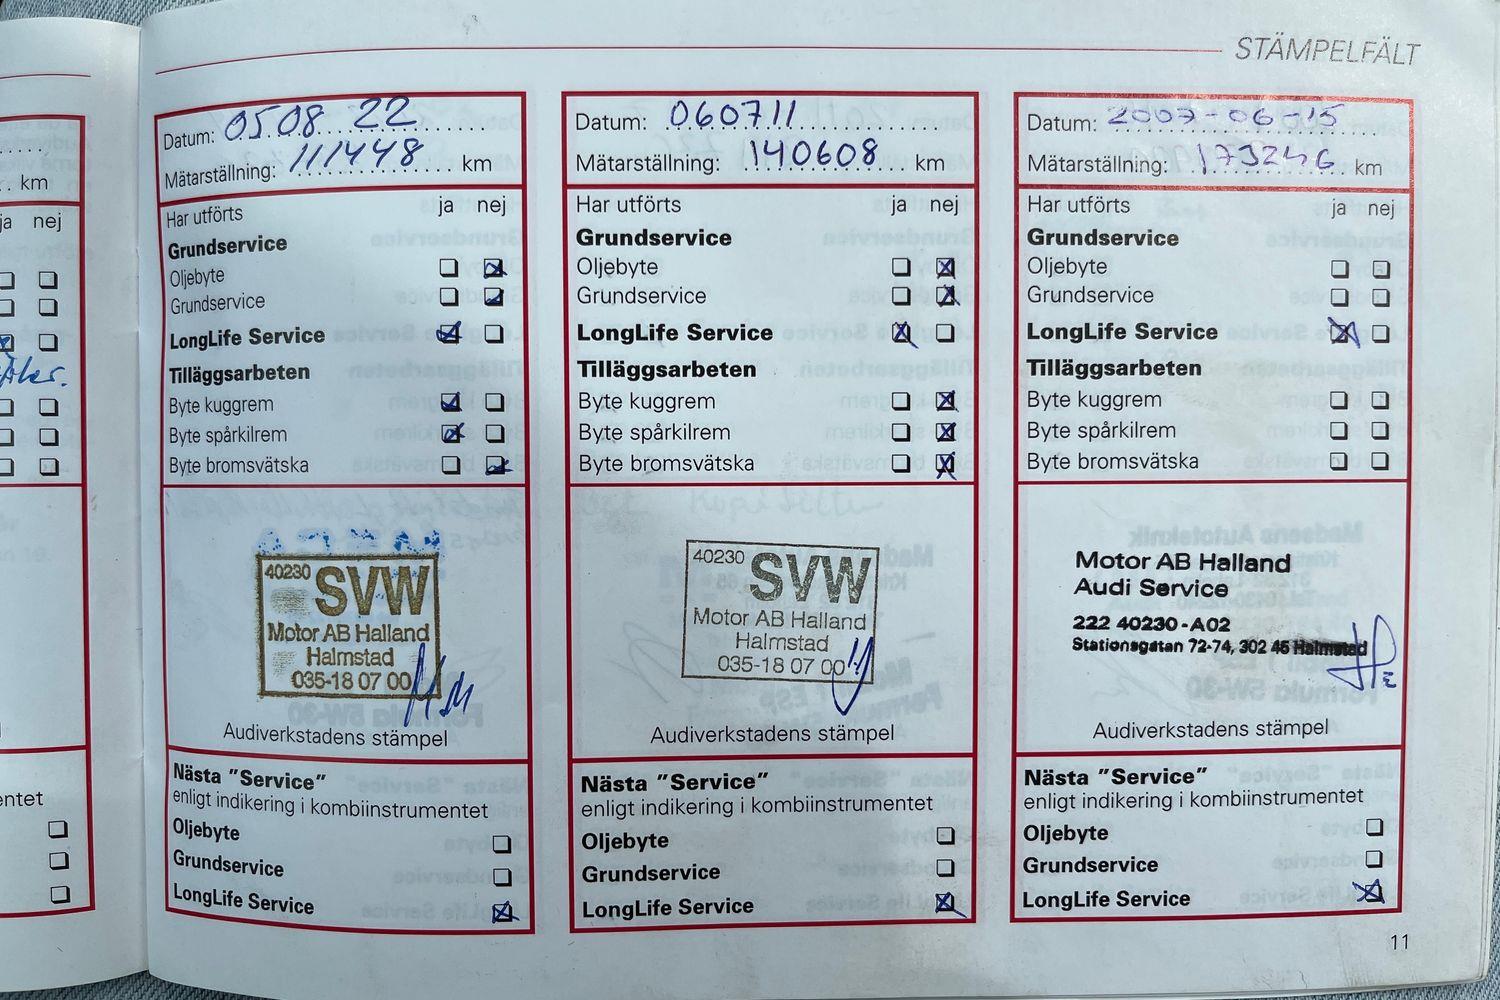 STÄMPELFÄLT
km
ja nej
Datum: 05.08.22
Mätarställning: 111448 km
Har utförts ja nej
Grundservice
Oljebyte
Grundservice
LongLife Service
Tilläggsarbeten
Byte kuggrem
Byte spårkilrem
Byte bromsvätska
40230 SVW
Motor AB Halland
Halmstad
035-18 07 00
Audiverkstadens stämpel
Nästa "Service"
enligt indikering i kombiinstrumentet
Oljebyte
Grundservice
LongLife Service
Datum: 060711
Mätarställning: 140608 km
Har utförts ja nej
Grundservice
Oljebyte
Grundservice
LongLife Service
Tilläggsarbeten
Byte kuggrem
Byte spårkilrem
Byte bromsvätska
40230 SVW
Motor AB Halland
Halmstad
035-18 07 00
Audiverkstadens stämpel
Nästa "Service"
enligt indikering i kombiinstrumentet
Oljebyte
Grundservice
LongLife Service
Datum: 2007-06-15
Mätarställning: 173246 km
Har utförts ja nej
Grundservice
Oljebyte
Grundservice
LongLife Service
Tilläggsarbeten
Byte kuggrem
Byte spårkilrem
Byte bromsvätska
Motor AB Halland
Audi Service
222 40230-A02
Stationsgatan 72-74, 302 45 Halmstad
Audiverkstadens stämpel
Nästa "Service"
enligt indikering i kombiinstrumentet
Oljebyte
Grundservice
LongLife Service
11